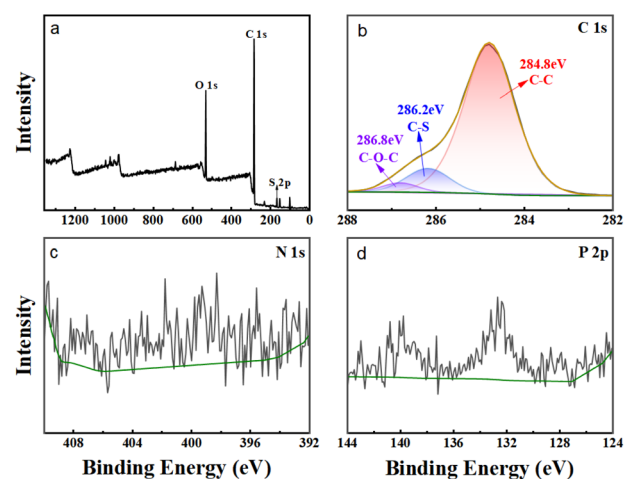 a
C 1s
O 1s
S 2p
Intensity
1200 1000 800 600 400 200 0
b
C 1s
284.8eV
C-C
286.2eV
C-S
286.8eV
C-O-C
288 286 284 282
c
N 1s
Intensity
408 404 400 396 392
Binding Energy (eV)
d
P 2p
Intensity
144 140 136 132 128 124
Binding Energy (eV)
Intensity